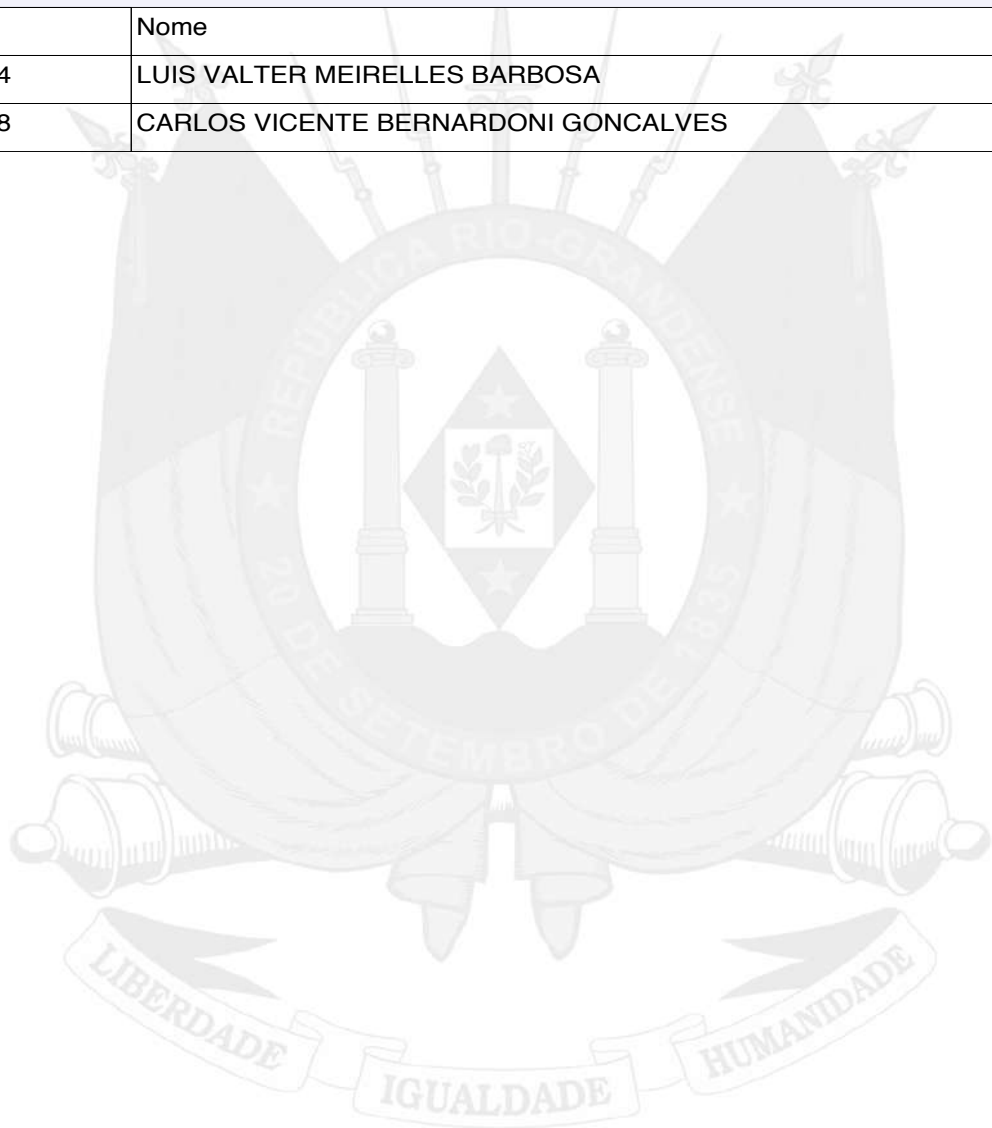 Nome
4 LUIS VALTER MEIRELLES BARBOSA
8 CARLOS VICENTE BERNARDONI GONCALVES
REPÚBLICA RIO-GRANDENSE
20 DE SETEMBRO DE 1835
LIBERDADE IGUALDADE HUMANIDADE